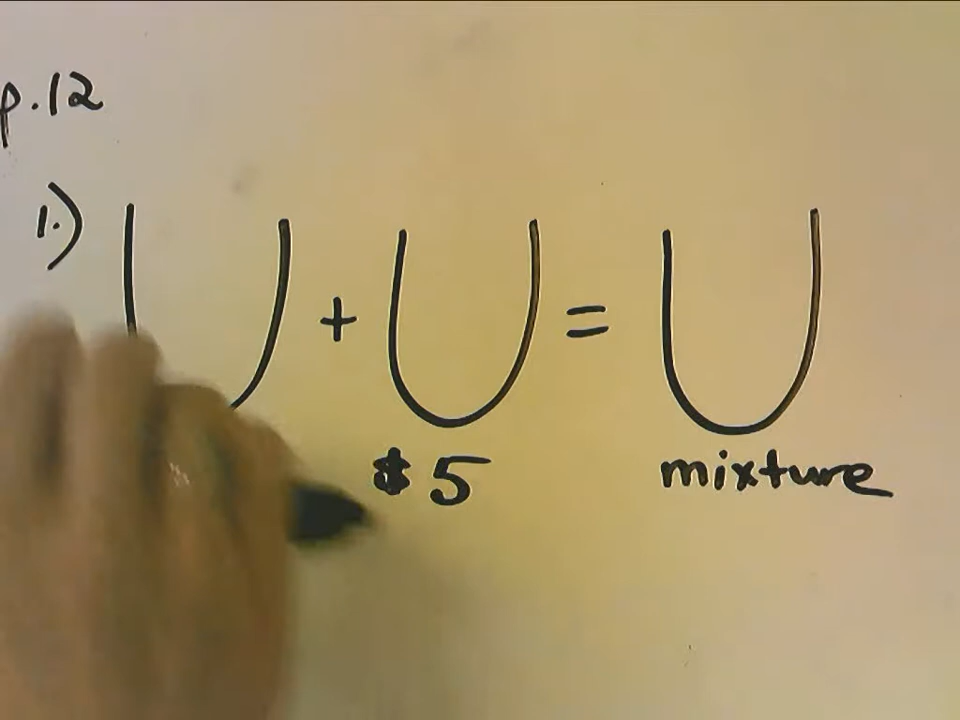 p.12
1.)
+ =
$5 mixture